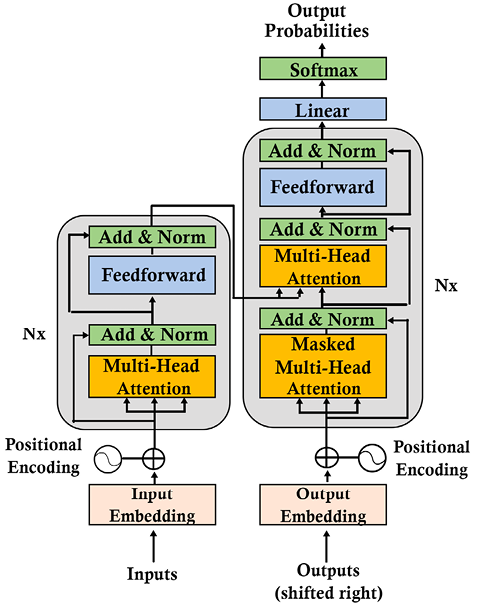 Output
Probabilities
Softmax
Linear
Add & Norm
Feedforward
Add & Norm
Multi-Head
Attention
Nx
Add & Norm
Masked
Multi-Head
Attention
Positional
Encoding
Output
Embedding
Outputs
(shifted right)
Add & Norm
Feedforward
Nx
Add & Norm
Multi-Head
Attention
Positional
Encoding
Input
Embedding
Inputs